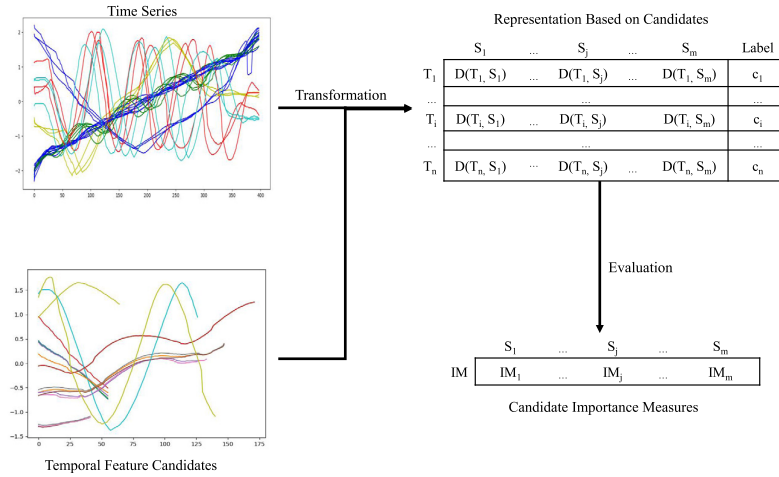 Time Series
2
1
0
−1
−2
0 50 100 150 200 250 300 350 400
Transformation
Representation Based on Candidates
S1 ... Sj ... Sm Label
T1 D(T1, S1) ... D(T1, Sj) ... D(T1, Sm) c1
... ... ...
Ti D(Ti, S1) ... D(Ti, Sj) ... D(Ti, Sm) ci
... ... ...
Tn D(Tn, S1) ... D(Tn, Sj) ... D(Tn, Sm) cn
Evaluation
1.5
1.0
0.5
0.0
−0.5
−1.0
−1.5
0 25 50 75 100 125 150 175
Temporal Feature Candidates
S1 ... Sj ... Sm
IM IM1 ... IMj ... IMm
Candidate Importance Measures